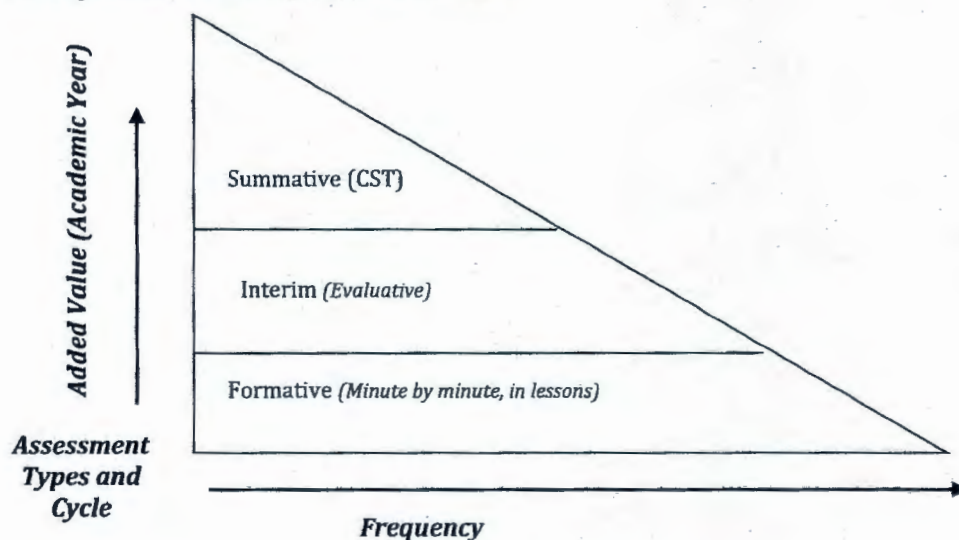 Added Value (Academic Year)
Summative (CST)
Interim (Evaluative)
Formative (Minute by minute, in lessons)
Assessment
Types and
Cycle
Frequency